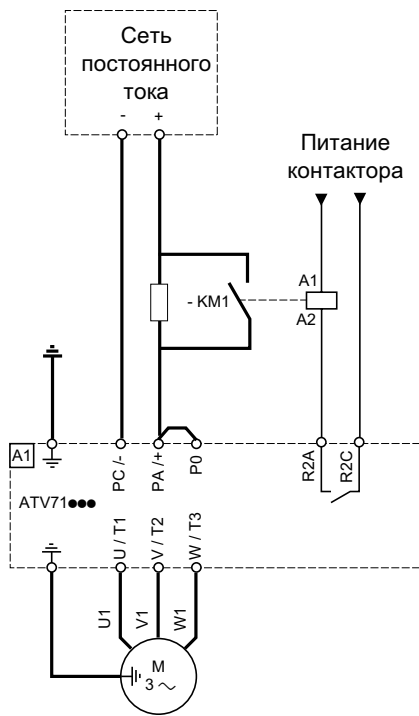 Сеть
постоянного
тока
- +
Питание
контактора
A1
- KM1
A2
A1
PC /-
PA /+
P0
R2A
R2C
ATV71●●●
U / T1
V / T2
W / T3
U1
V1
W1
M
3 ~